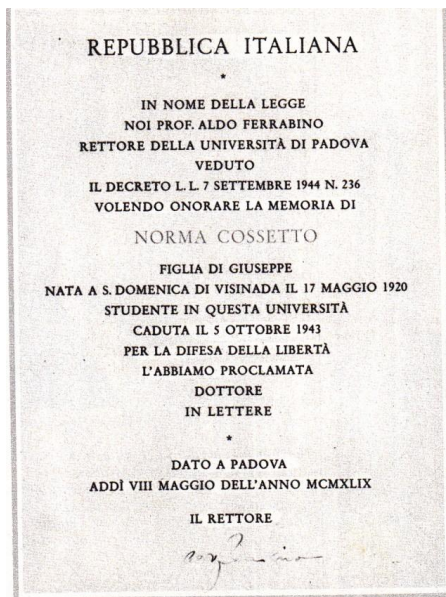 REPUBBLICA ITALIANA
*
IN NOME DELLA LEGGE
NOI PROF. ALDO FERRABINO
RETTORE DELLA UNIVERSITÀ DI PADOVA
VEDUTO
IL DECRETO L. L. 7 SETTEMBRE 1944 N. 236
VOLENDO ONORARE LA MEMORIA DI
NORMA COSSETTO
FIGLIA DI GIUSEPPE
NATA A S. DOMENICA DI VISINADA IL 17 MAGGIO 1920
STUDENTE IN QUESTA UNIVERSITÀ
CADUTA IL 5 OTTOBRE 1943
PER LA DIFESA DELLA LIBERTÀ
L'ABBIAMO PROCLAMATA
DOTTORE
IN LETTERE
*
DATO A PADOVA
ADDÌ VIII MAGGIO DELL'ANNO MCMXLIX
IL RETTORE